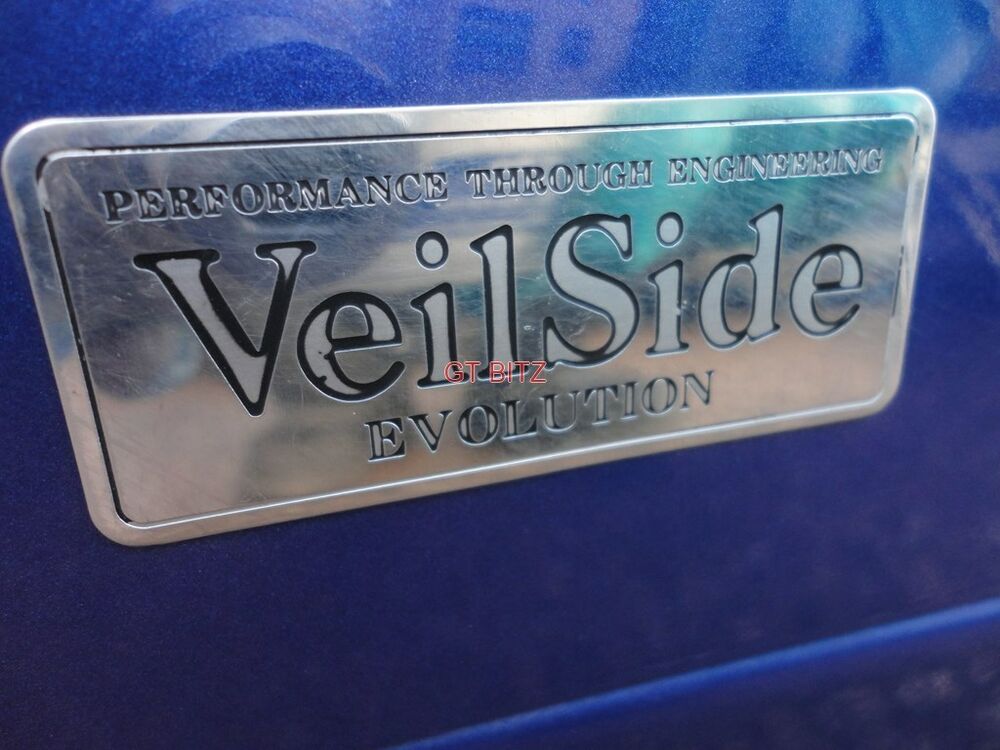 PERFORMANCE THROUGH ENGINEERING
VeilSide
GT BITZ
EVOLUTION